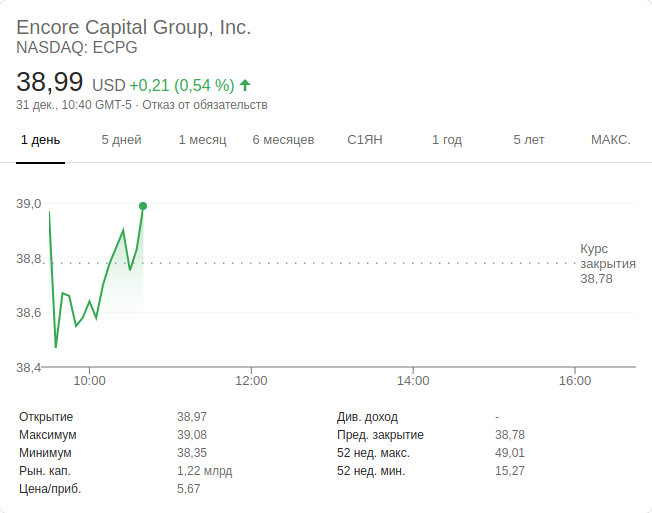 Encore Capital Group, Inc.
NASDAQ: ECPG
38,99 USD +0,21 (0,54 %)
31 дек., 10:40 GMT-5 · Отказ от обязательств
1 день 5 дней 1 месяц 6 месяцев С1ЯН 1 год 5 лет МАКС.
39,0
38,8
38,6
38,4
Курс
закрытия
38,78
10:00 12:00 14:00 16:00
Открытие 38,97 Див. доход -
Максимум 39,08 Пред. закрытие 38,78
Минимум 38,35 52 нед. макс. 49,01
Рын. кап. 1,22 млрд 52 нед. мин. 15,27
Цена/приб. 5,67